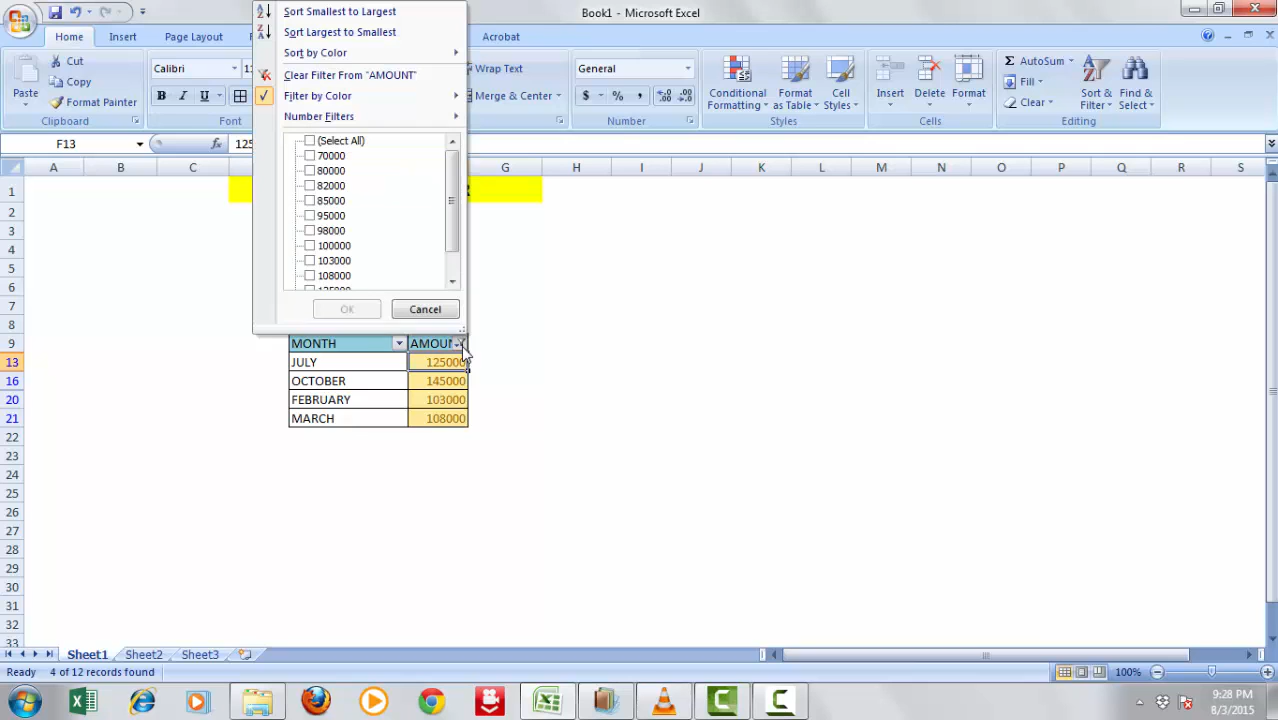 Book1 - Microsoft Excel
Home Insert Page Layout Acrobat
Paste
Cut
Copy
Format Painter
Clipboard
Calibri
B I U
Font
Wrap Text
Merge & Center
General
$ % ,
Number
Conditional Formatting
Format as Table
Cell Styles
Styles
Insert Delete Format
Cells
Σ AutoSum
Fill
Clear
Sort & Filter
Find & Select
Editing
Sort Smallest to Largest
Sort Largest to Smallest
Sort by Color
Clear Filter From "AMOUNT"
Filter by Color
Number Filters
(Select All)
70000
80000
82000
85000
95000
98000
100000
103000
108000
OK Cancel
F13 fx
A B C G H I J K L M N O P Q R S
1
2
3
4
5
6
7
8
9 MONTH
13 JULY 125000
16 OCTOBER 145000
20 FEBRUARY 103000
21 MARCH 108000
22
23
24
25
26
27
28
29
30
31
32
33
Sheet1 Sheet2 Sheet3
Ready 4 of 12 records found 100%
9:28 PM
8/3/2015